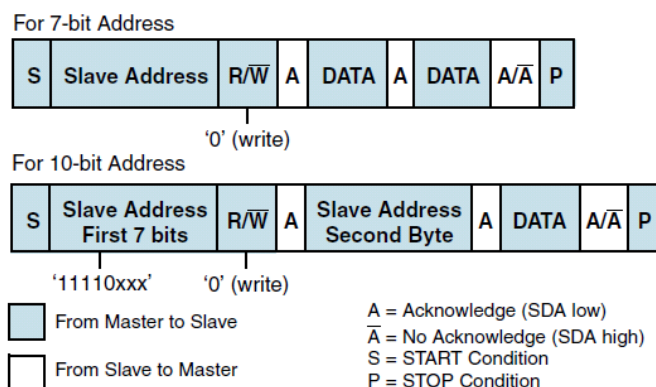 For 7-bit Address
S Slave Address R/W̅ A DATA A DATA A/A̅ P
'0' (write)
For 10-bit Address
S Slave Address First 7 bits R/W̅ A Slave Address Second Byte A DATA A/A̅ P
'11110xxx' '0' (write)
From Master to Slave
From Slave to Master
A = Acknowledge (SDA low)
A̅ = No Acknowledge (SDA high)
S = START Condition
P = STOP Condition